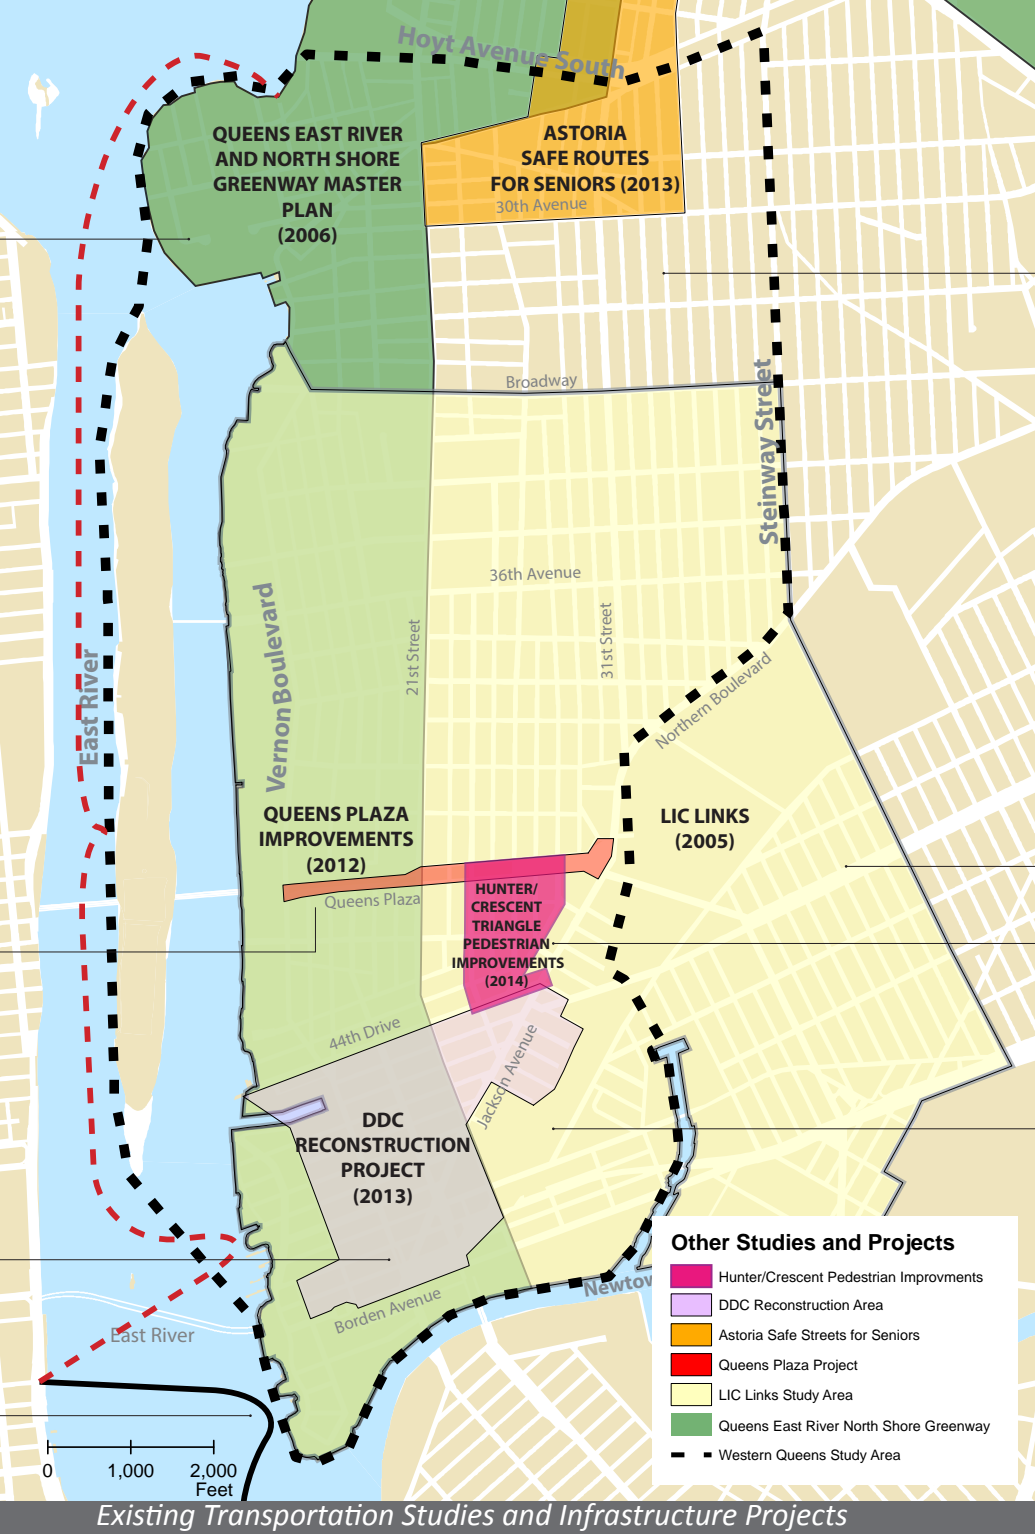 Hoyt Avenue South
QUEENS EAST RIVER
AND NORTH SHORE
GREENWAY MASTER
PLAN
(2006)
ASTORIA
SAFE ROUTES
FOR SENIORS (2013)
30th Avenue
Broadway
Steinway Street
36th Avenue
Vernon Boulevard
21st Street
31st Street
East River
Northern Boulevard
QUEENS PLAZA
IMPROVEMENTS
(2012)
LIC LINKS
(2005)
Queens Plaza
HUNTER/
CRESCENT
TRIANGLE
PEDESTRIAN
IMPROVEMENTS
(2014)
44th Drive
Jackson Avenue
DDC
RECONSTRUCTION
PROJECT
(2013)
Borden Avenue
Newtow
East River
Other Studies and Projects
Hunter/Crescent Pedestrian Improvments
DDC Reconstruction Area
Astoria Safe Streets for Seniors
Queens Plaza Project
LIC Links Study Area
Queens East River North Shore Greenway
Western Queens Study Area
0 1,000 2,000
Feet
Existing Transportation Studies and Infrastructure Projects